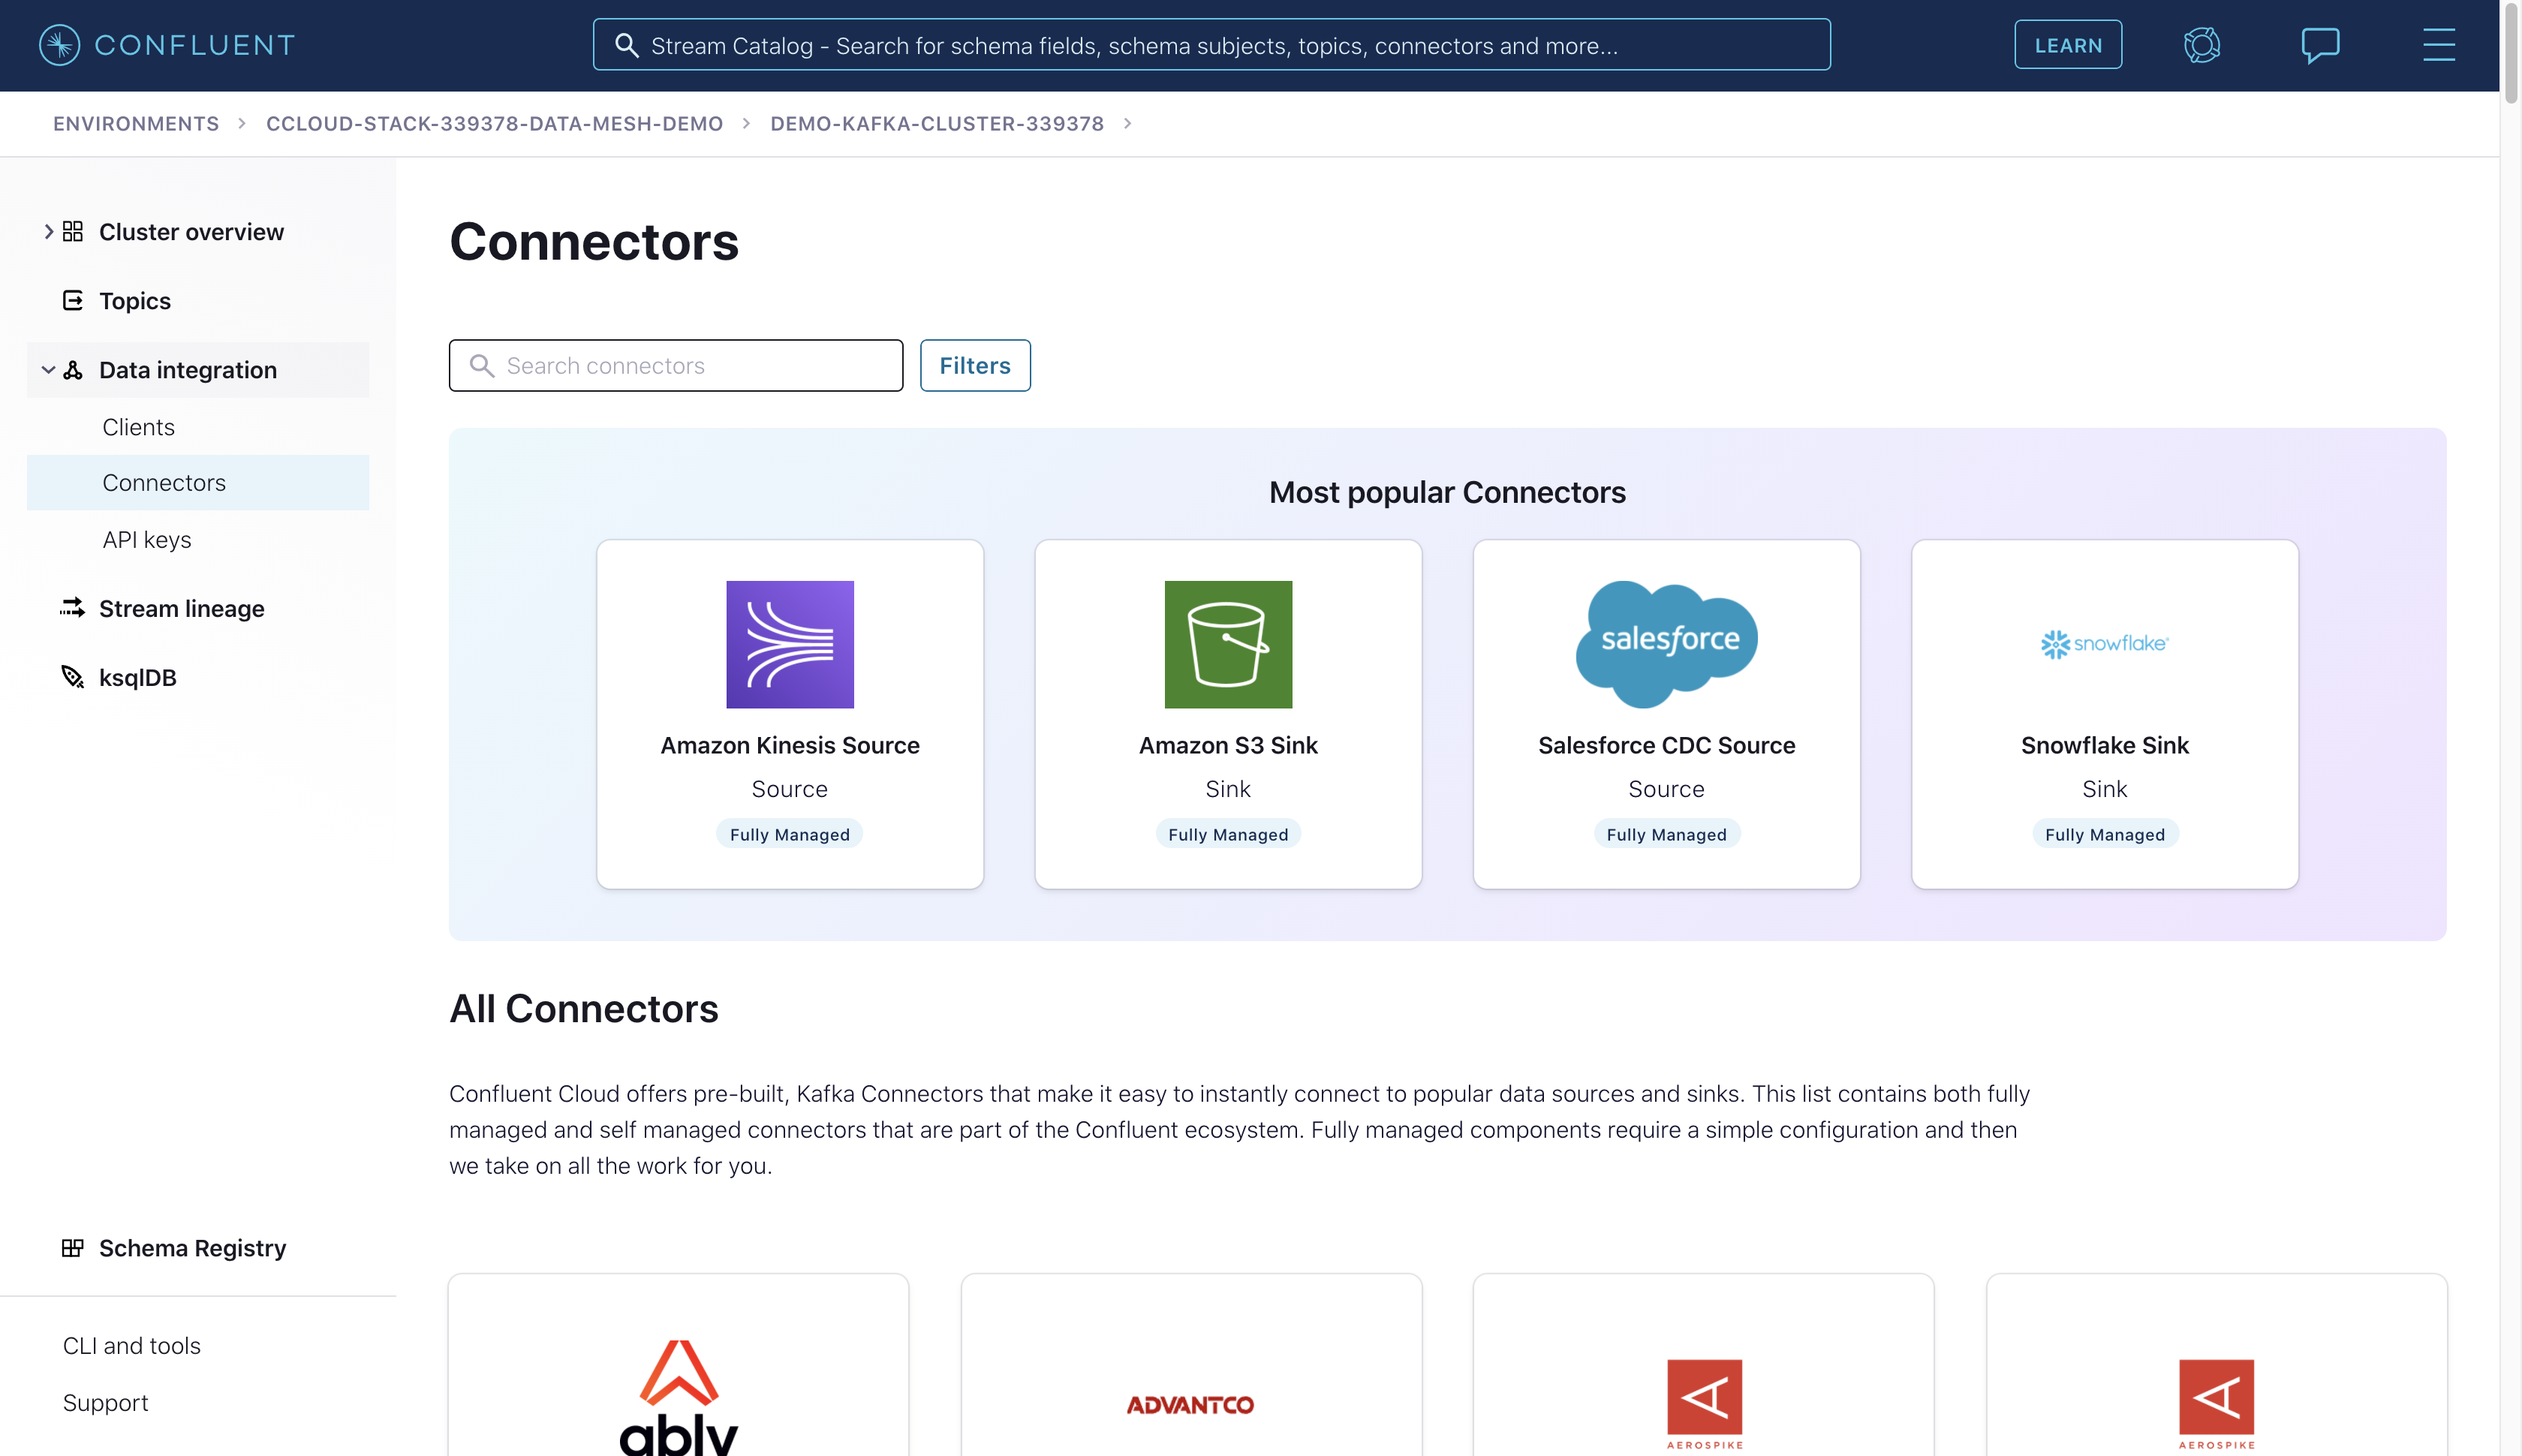 CONFLUENT
Stream Catalog - Search for schema fields, schema subjects, topics, connectors and more...
LEARN
ENVIRONMENTS > CCLOUD-STACK-339378-DATA-MESH-DEMO > DEMO-KAFKA-CLUSTER-339378 >
Cluster overview
Topics
Data integration
Clients
Connectors
API keys
Stream lineage
ksqlDB
Schema Registry
CLI and tools
Support
Connectors
Search connectors
Filters
Most popular Connectors
Amazon Kinesis Source
Source
Fully Managed
Amazon S3 Sink
Sink
Fully Managed
salesforce
Salesforce CDC Source
Source
Fully Managed
snowflake®
Snowflake Sink
Sink
Fully Managed
All Connectors
Confluent Cloud offers pre-built, Kafka Connectors that make it easy to instantly connect to popular data sources and sinks. This list contains both fully
managed and self managed connectors that are part of the Confluent ecosystem. Fully managed components require a simple configuration and then
we take on all the work for you.
ably
ADVANTCO
AEROSPIKE
AEROSPIKE